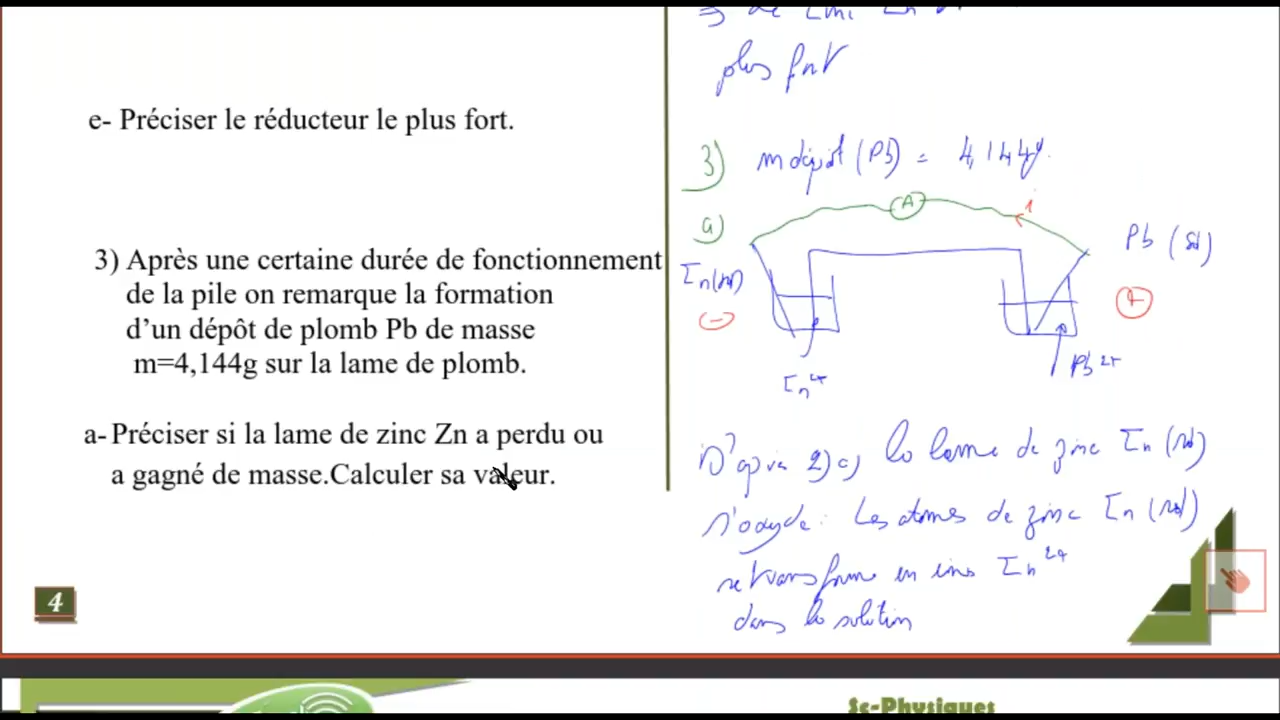 plus fort
e- Préciser le réducteur le plus fort.
3) m dépôt (Pb) = 4,144g.
a)
A
i
3) Après une certaine durée de fonctionnement
de la pile on remarque la formation
d'un dépôt de plomb Pb de masse
m=4,144g sur la lame de plomb.
Zn (sd)
Pb (sd)
-
+
Zn2+
Pb2+
a- Préciser si la lame de zinc Zn a perdu ou
a gagné de masse.Calculer sa valeur.
D'après 2) c) la lame de zinc Zn (sd)
s'oxyde : Les atomes de zinc Zn (sd)
se transforme en ions Zn2+
dans la solution
4
Sc-Physiques